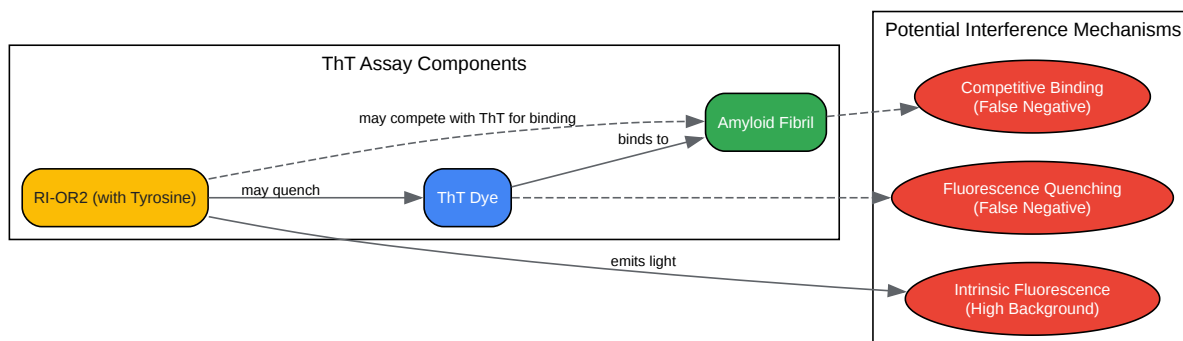 Potential Interference Mechanisms
ThT Assay Components
Competitive Binding
(False Negative)
may compete with ThT for binding
Amyloid Fibril
binds to
RI-OR2 (with Tyrosine)
may quench
ThT Dye
Fluorescence Quenching
(False Negative)
emits light
Intrinsic Fluorescence
(High Background)